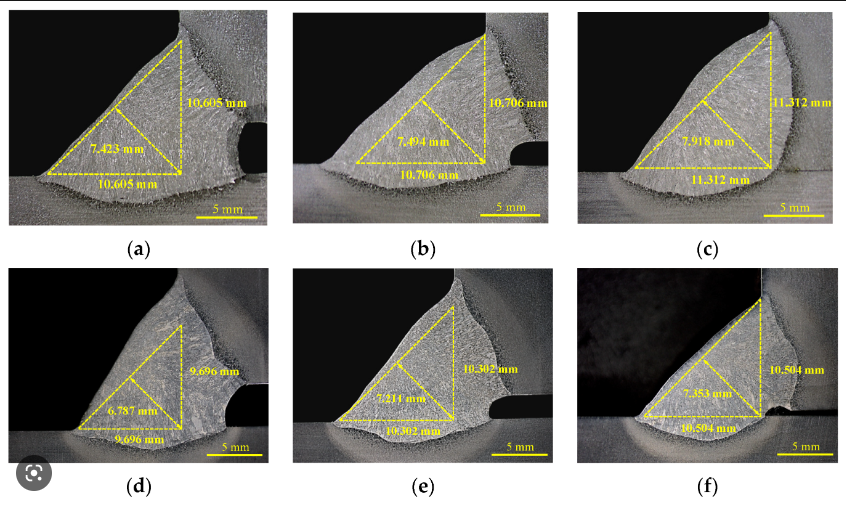 10.605 mm
7.423 mm
10.605 mm
5 mm
(a)
10.706 mm
7.494 mm
10.706 mm
5 mm
(b)
11.312 mm
7.918 mm
11.312 mm
5 mm
(c)
9.696 mm
6.787 mm
9.696 mm
5 mm
(d)
10.302 mm
7.211 mm
10.302 mm
5 mm
(e)
10.504 mm
7.353 mm
10.504 mm
5 mm
(f)